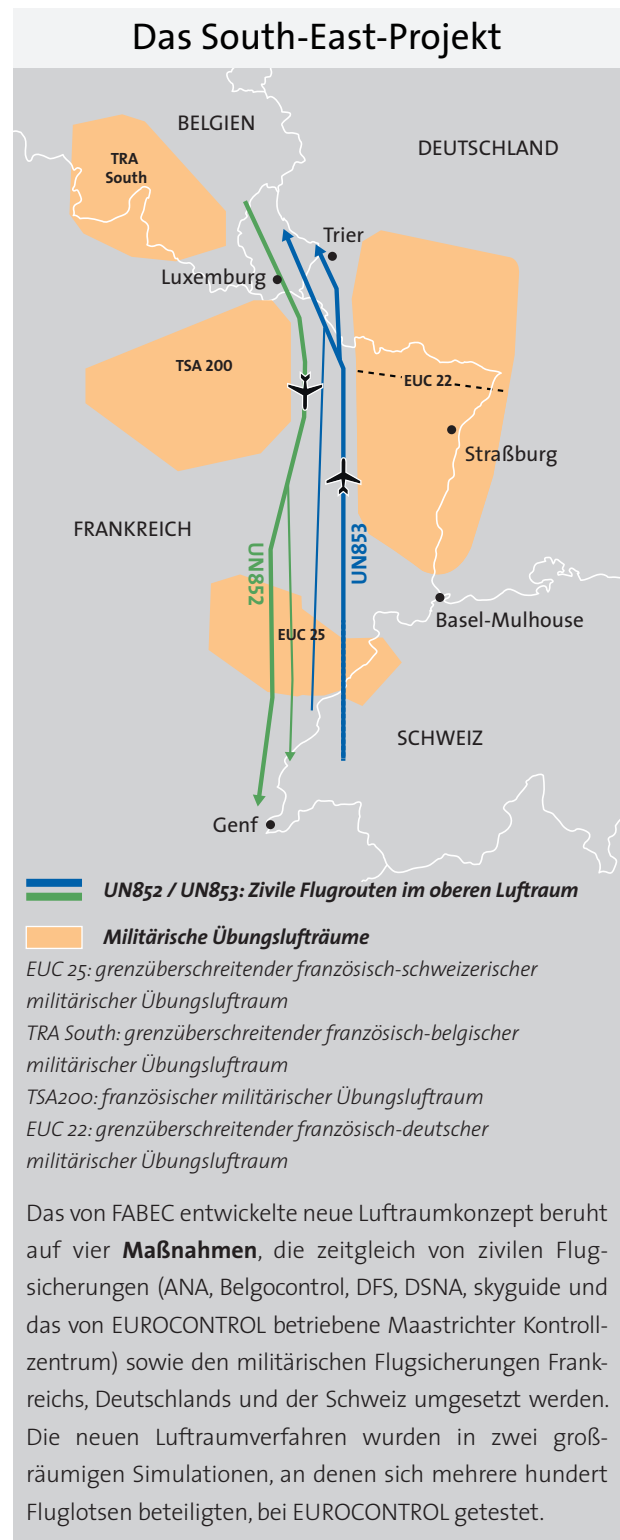 Das South-East-Projekt
BELGIEN
DEUTSCHLAND
TRA
South
Trier
Luxemburg
TSA 200
EUC 22
Straßburg
FRANKREICH
UN852
UN853
Basel-Mulhouse
EUC 25
SCHWEIZ
Genf
UN852 / UN853: Zivile Flugrouten im oberen Luftraum
Militärische Übungslufträume
EUC 25: grenzüberschreitender französisch-schweizerischer
militärischer Übungsluftraum
TRA South: grenzüberschreitender französisch-belgischer
militärischer Übungsluftraum
TSA200: französischer militärischer Übungsluftraum
EUC 22: grenzüberschreitender französisch-deutscher
militärischer Übungsluftraum
Das von FABEC entwickelte neue Luftraumkonzept beruht
auf vier Maßnahmen, die zeitgleich von zivilen Flug-
sicherungen (ANA, Belgocontrol, DFS, DSNA, skyguide und
das von EUROCONTROL betriebene Maastrichter Kontroll-
zentrum) sowie den militärischen Flugsicherungen Frank-
reichs, Deutschlands und der Schweiz umgesetzt werden.
Die neuen Luftraumverfahren wurden in zwei groß-
räumigen Simulationen, an denen sich mehrere hundert
Fluglotsen beteiligten, bei EUROCONTROL getestet.